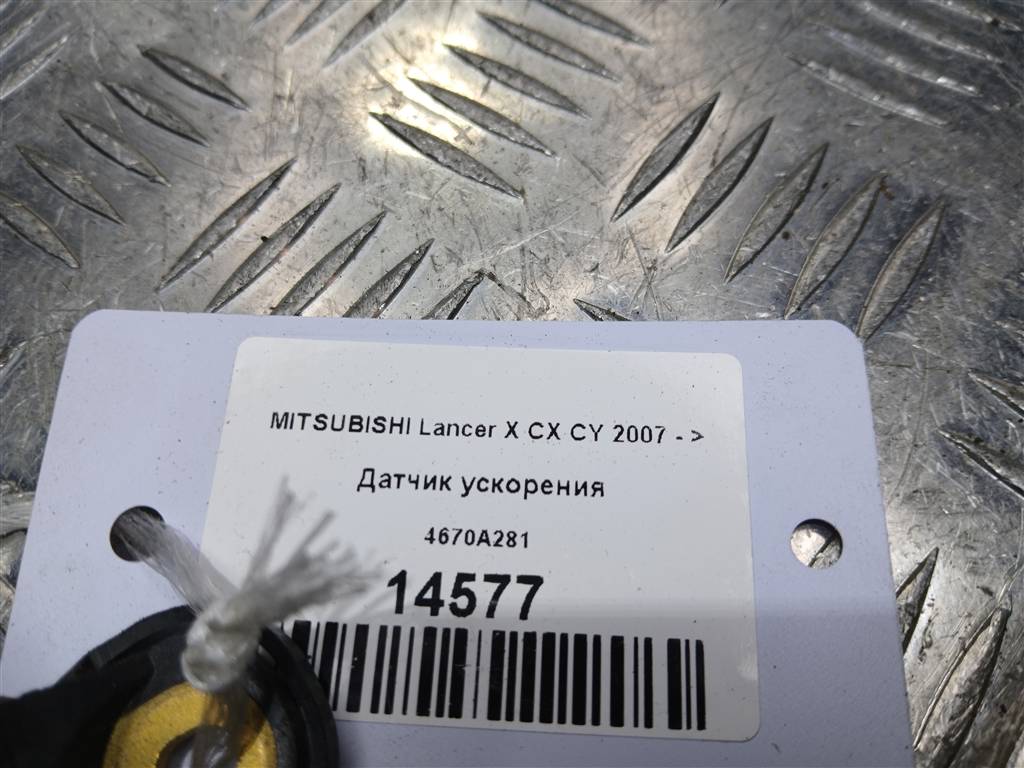 MITSUBISHI Lancer X CX CY 2007 - >
Датчик ускорения
4670A281
14577